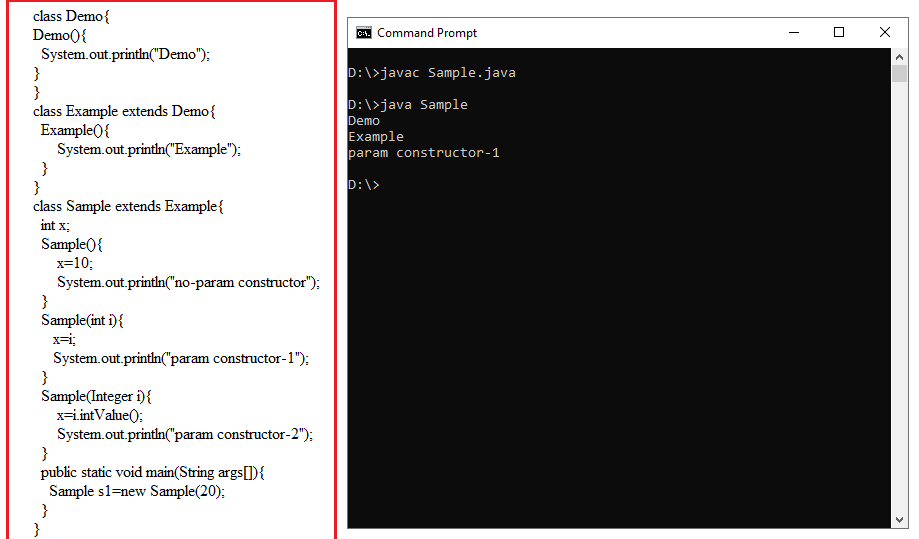 class Demo{
Demo(){
System.out.println("Demo");
}
}
class Example extends Demo{
Example(){
System.out.println("Example");
}
}
class Sample extends Example{
int x;
Sample(){
x=10;
System.out.println("no-param constructor");
}
Sample(int i){
x=i;
System.out.println("param constructor-1");
}
Sample(Integer i){
x=i.intValue();
System.out.println("param constructor-2");
}
public static void main(String args[]){
Sample s1=new Sample(20);
}
}
Command Prompt
D:\>javac Sample.java
D:\>java Sample
Demo
Example
param constructor-1
D:\>